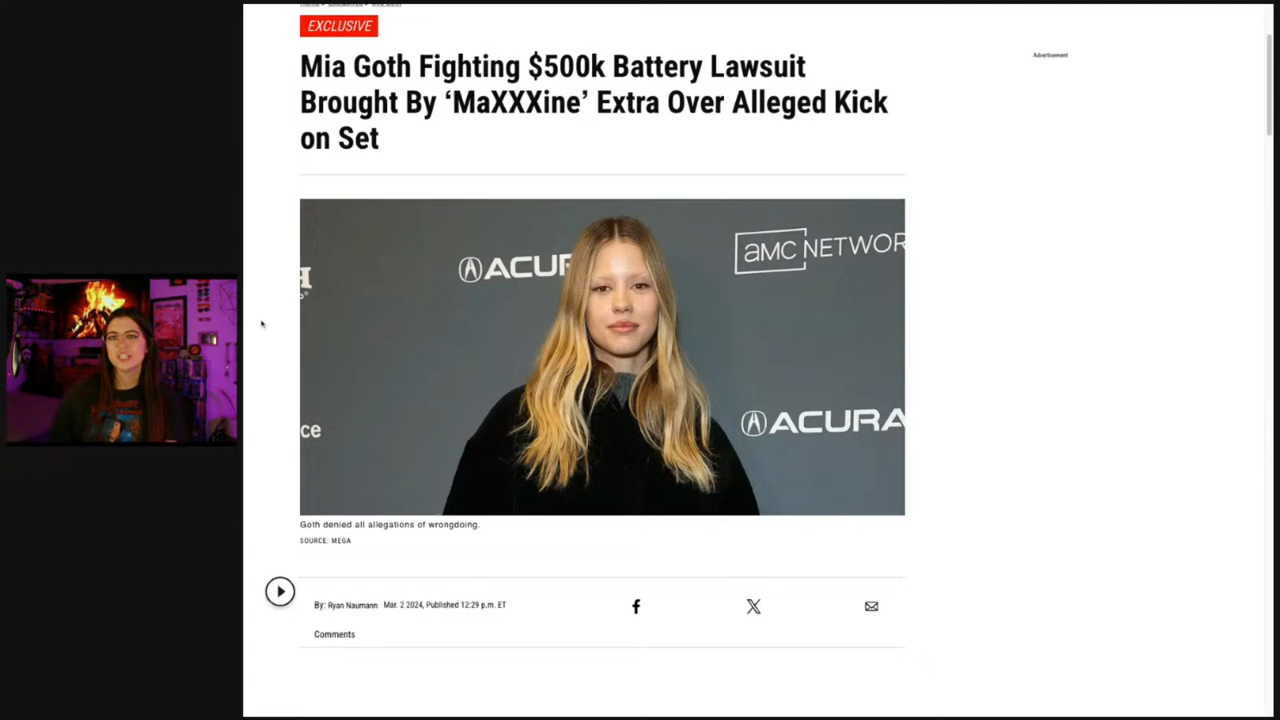 EXCLUSIVE
Mia Goth Fighting $500k Battery Lawsuit
Brought By ‘MaXXXine’ Extra Over Alleged Kick
on Set
Advertisement
ACUR
aMC NETWOR
ACURA
ce
Goth denied all allegations of wrongdoing.
SOURCE: MEGA
By: Ryan Naumann Mar. 2 2024, Published 12:29 p.m. ET
Comments